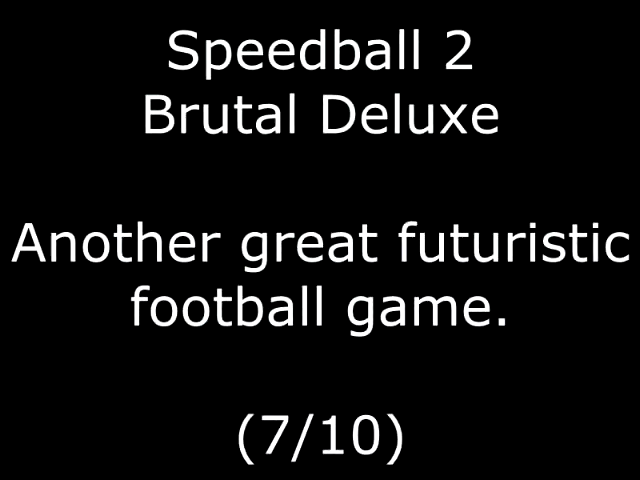 Speedball 2
Brutal Deluxe
Another great futuristic
football game.
(7/10)